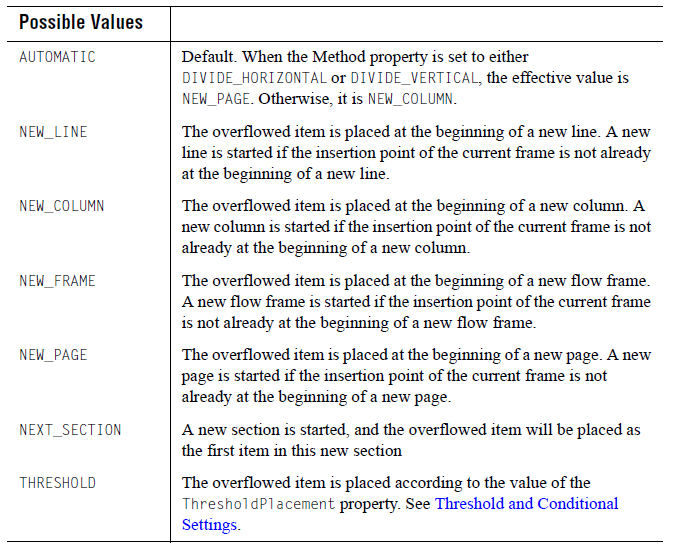 Possible Values
AUTOMATIC
Default. When the Method property is set to either
DIVIDE_HORIZONTAL or DIVIDE_VERTICAL, the effective value is
NEW_PAGE. Otherwise, it is NEW_COLUMN.
NEW_LINE
The overflowed item is placed at the beginning of a new line. A new
line is started if the insertion point of the current frame is not already
at the beginning of a new line.
NEW_COLUMN
The overflowed item is placed at the beginning of a new column. A
new column is started if the insertion point of the current frame is not
already at the beginning of a new column.
NEW_FRAME
The overflowed item is placed at the beginning of a new flow frame.
A new flow frame is started if the insertion point of the current frame
is not already at the beginning of a new flow frame.
NEW_PAGE
The overflowed item is placed at the beginning of a new page. A new
page is started if the insertion point of the current frame is not
already at the beginning of a new page.
NEXT_SECTION
A new section is started, and the overflowed item will be placed as
the first item in this new section
THRESHOLD
The overflowed item is placed according to the value of the
ThresholdPlacement property. See Threshold and Conditional
Settings.